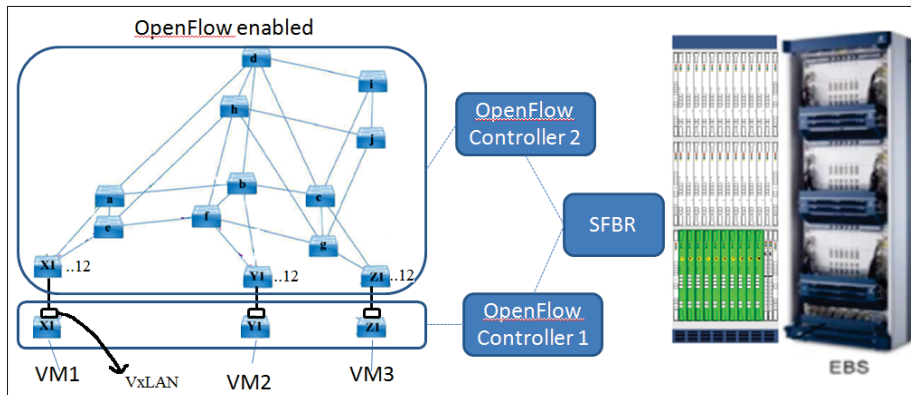 OpenFlow enabled
d
i
h
j
OpenFlow
Controller 2
a
b
c
e
f
g
SFBR
X1 ..12
Y1 ..12
Z1 ..12
X1
Y1
Z1
OpenFlow
Controller 1
VM1
VxLAN
VM2
VM3
EBS